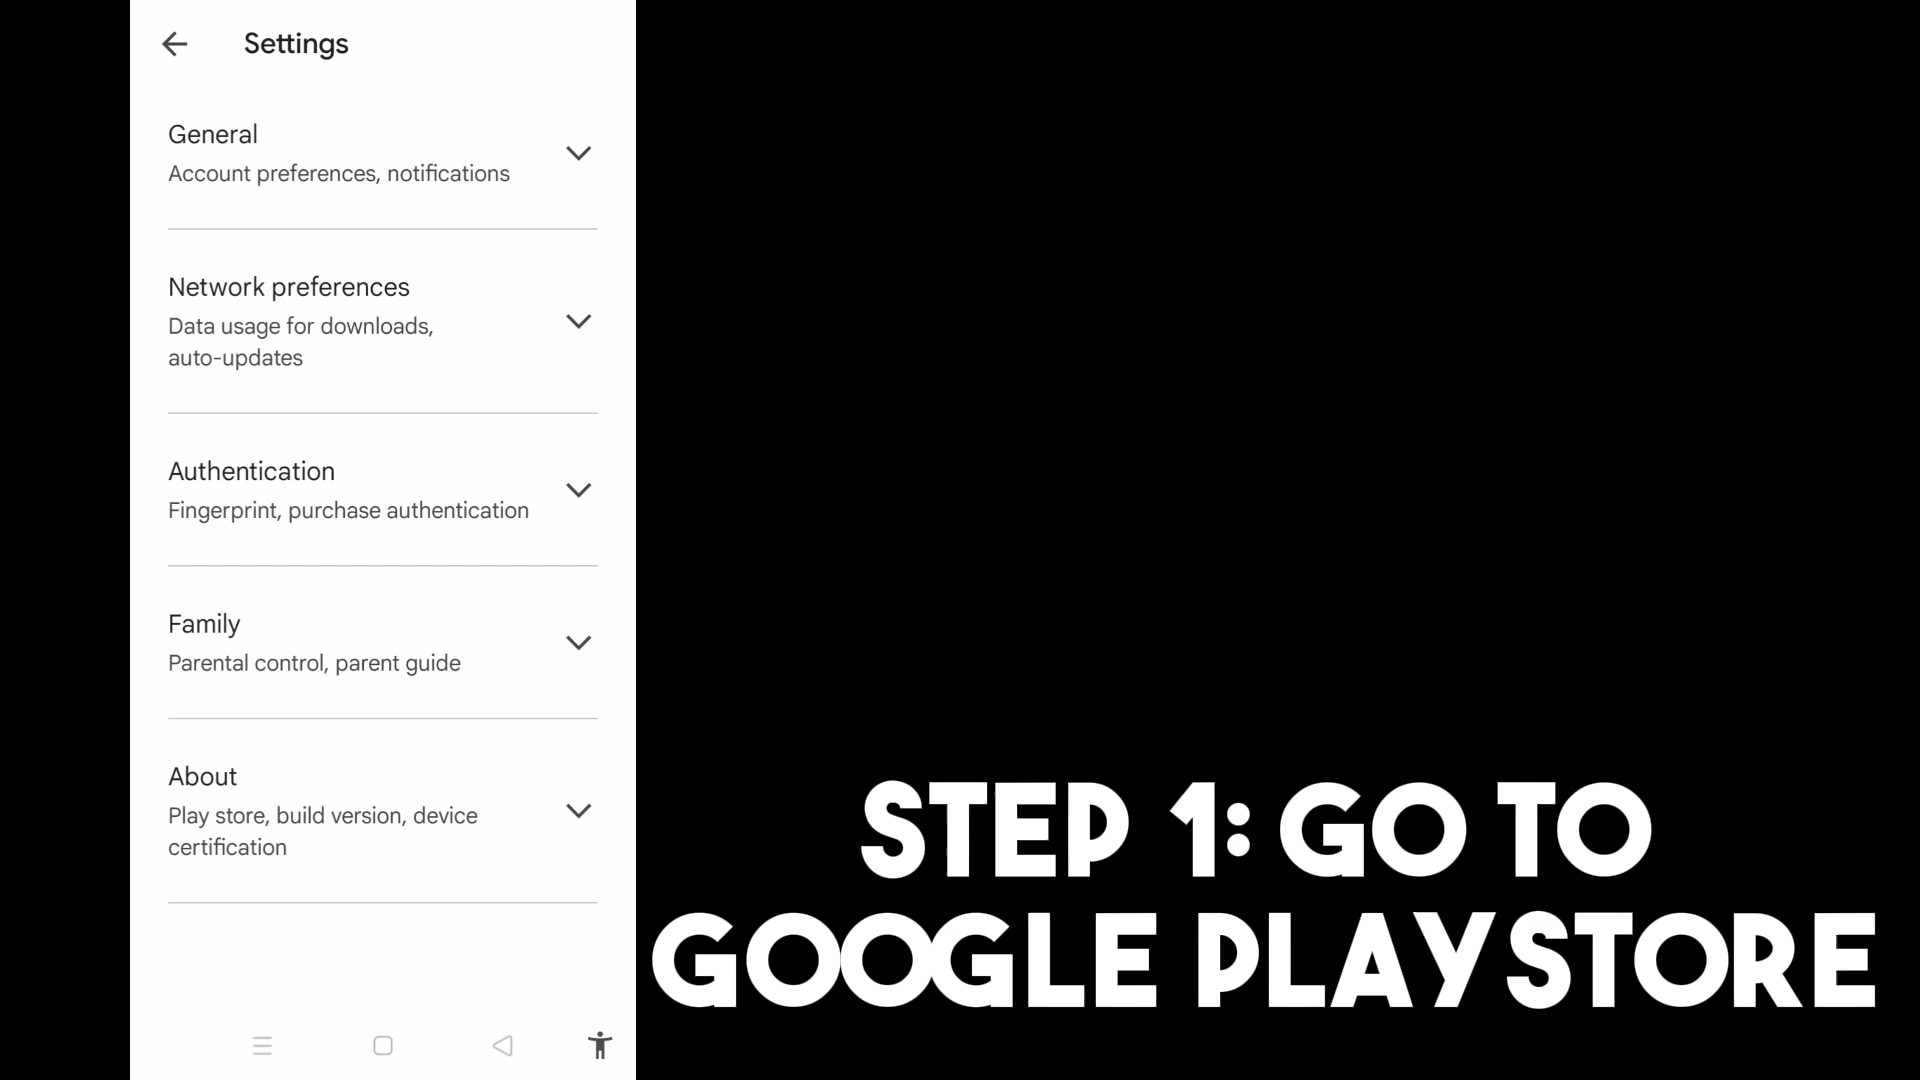 Settings
General
Account preferences, notifications
Network preferences
Data usage for downloads,
auto-updates
Authentication
Fingerprint, purchase authentication
Family
Parental control, parent guide
About
Play store, build version, device
certification
STEP 1: GO TO
GOOGLE PLAYSTORE